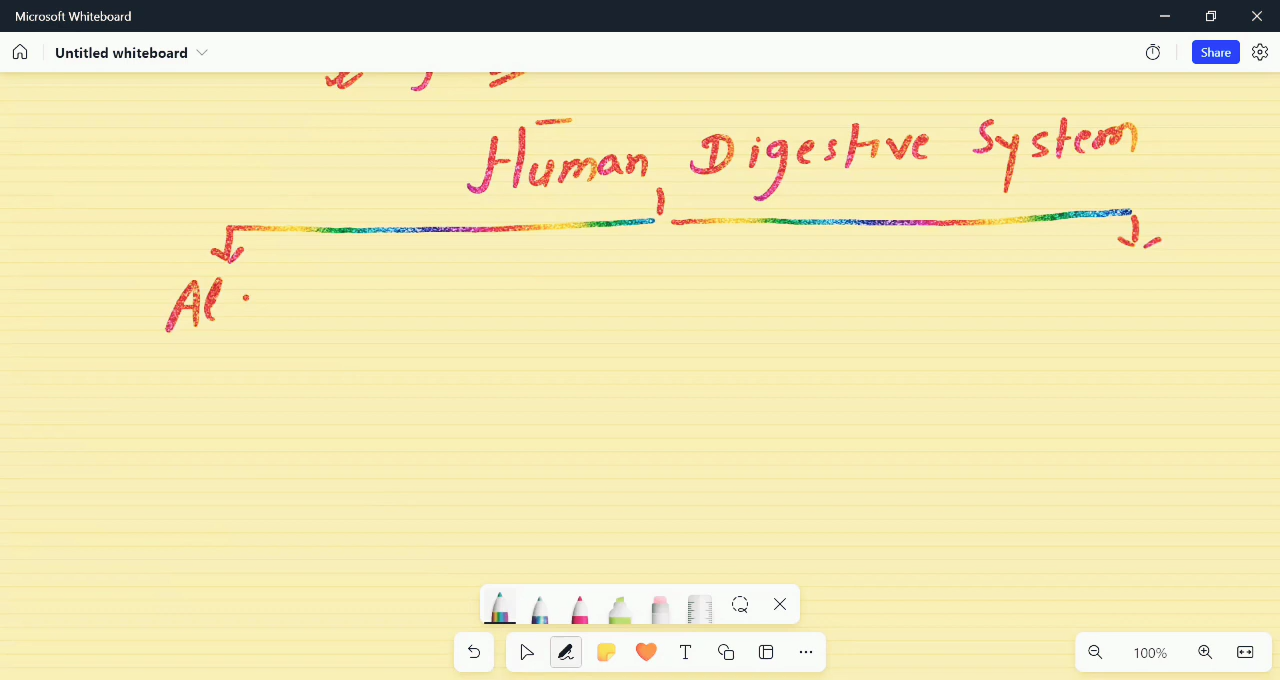 Microsoft Whiteboard
Untitled whiteboard
Share
Human Digestive System
Al
100%